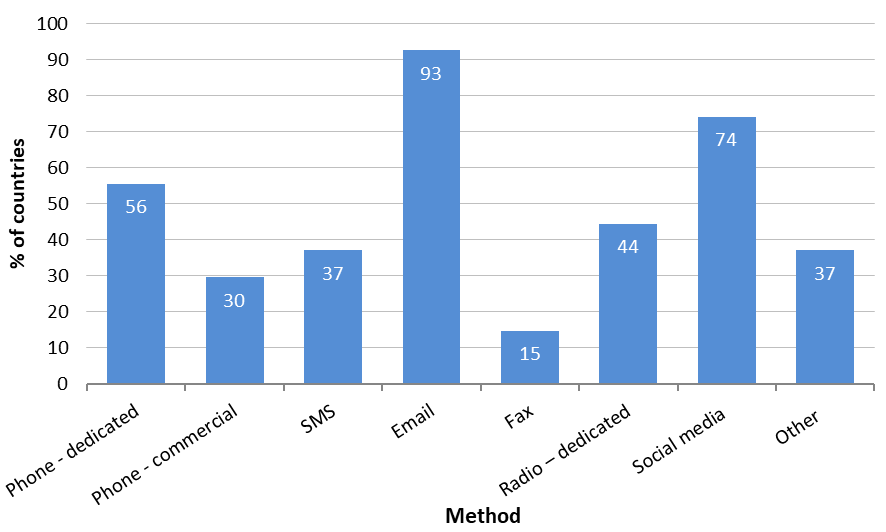 100
90
80
70
60
50
40
30
20
10
0
% of countries
56
30
37
93
15
44
74
37
Phone - dedicated
Phone - commercial
SMS
Email
Fax
Radio – dedicated
Social media
Other
Method